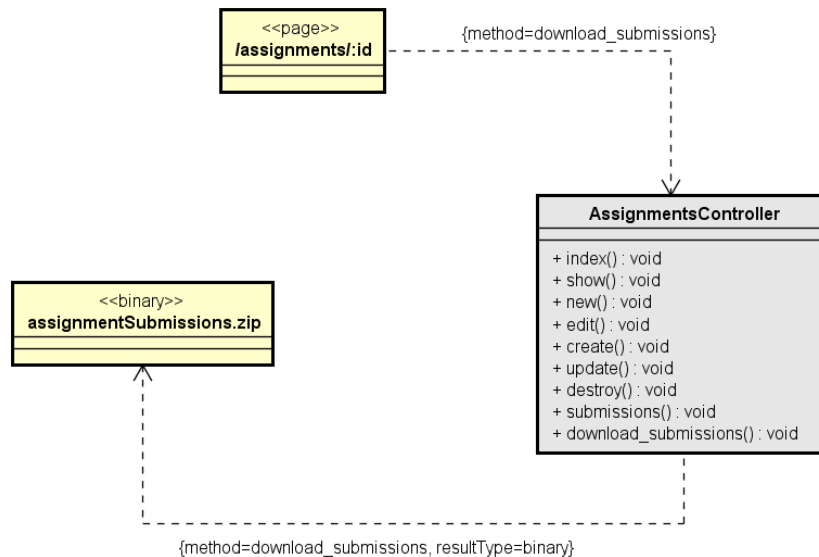 <<page>>
/assignments/:id
{method=download_submissions}
AssignmentsController
+ index() : void
+ show() : void
+ new() : void
+ edit() : void
+ create() : void
+ update() : void
+ destroy() : void
+ submissions() : void
+ download_submissions() : void
<<binary>>
assignmentSubmissions.zip
{method=download_submissions, resultType=binary}